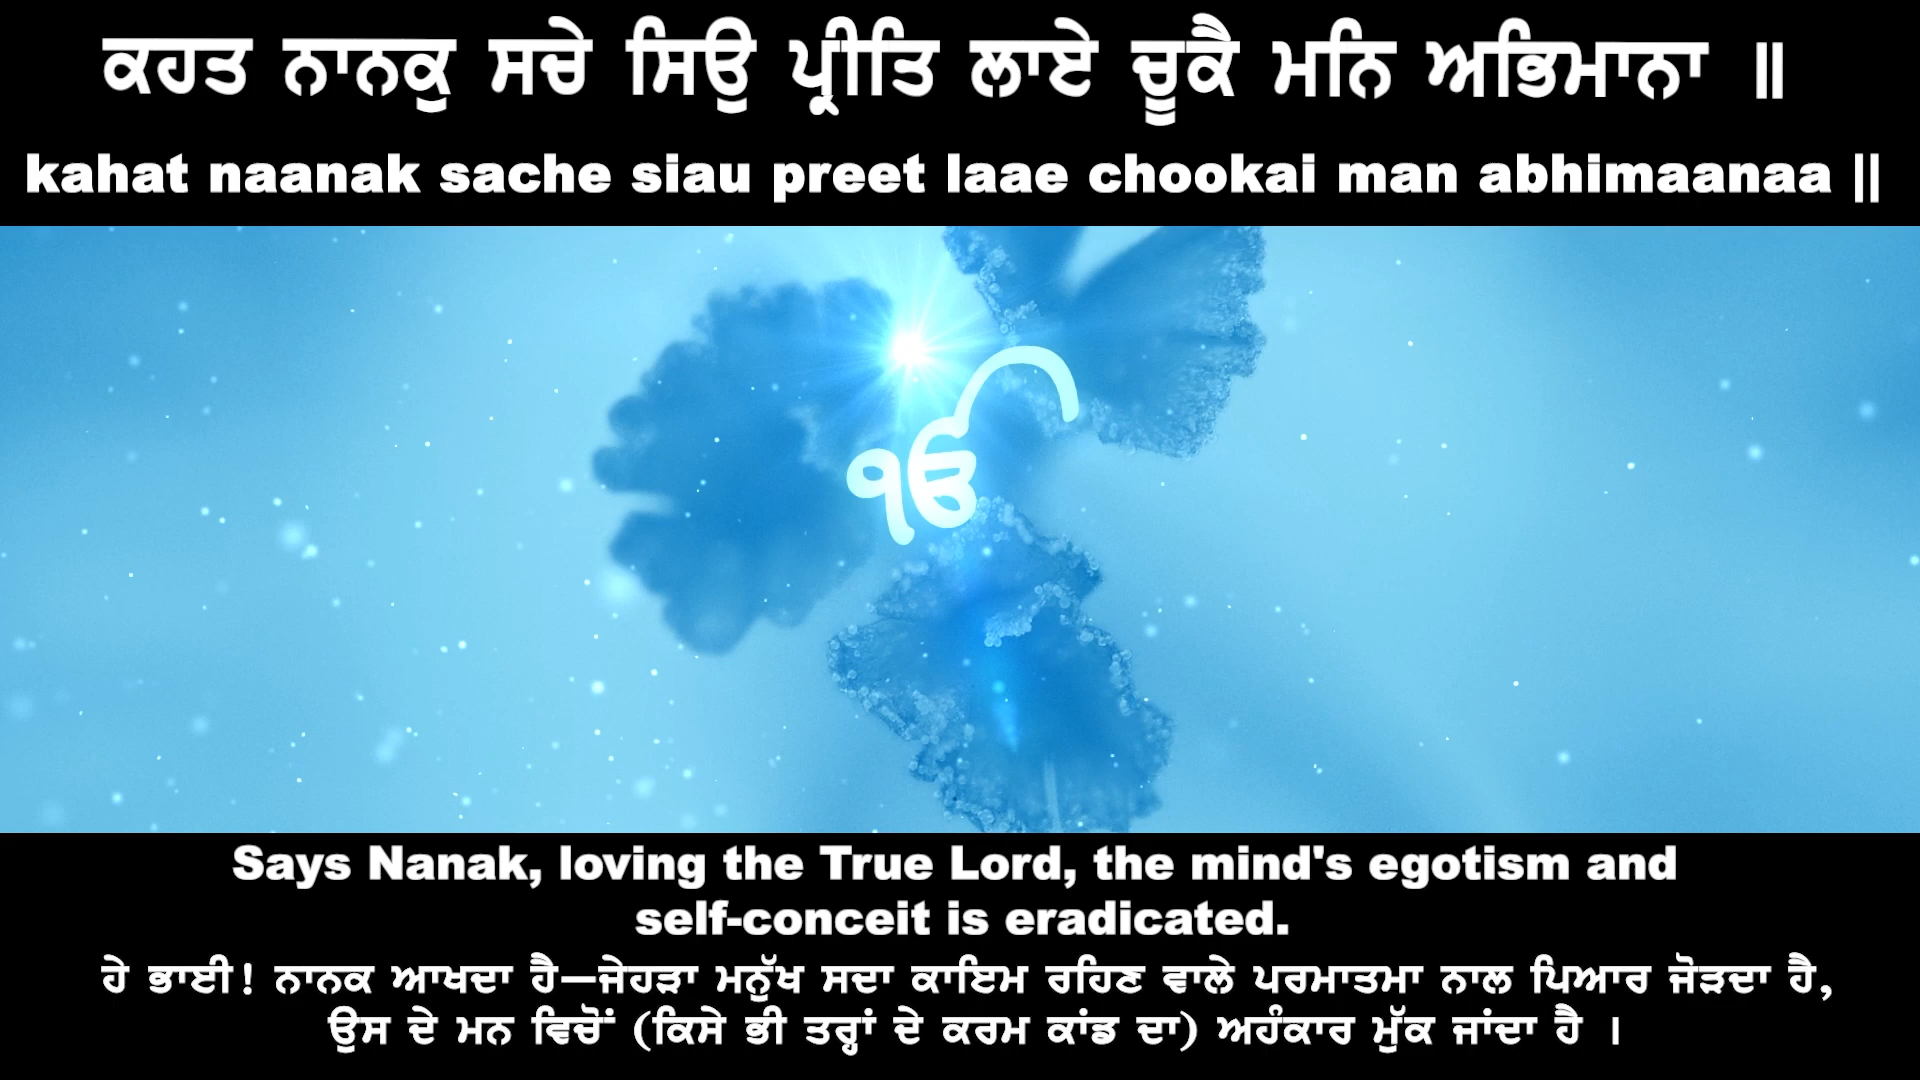 ਕਹਤ ਨਾਨਕੁ ਸਚੇ ਸਿਉ ਪ੍ਰੀਤਿ ਲਾਏ ਚੂਕੈ ਮਨਿ ਅਭਿਮਾਨਾ ॥
kahat naanak sache siau preet laae chookai man abhimaanaa ||
ੴ
Says Nanak, loving the True Lord, the mind's egotism and
self-conceit is eradicated.
ਹੇ ਭਾਈ! ਨਾਨਕ ਆਖਦਾ ਹੈ—ਜੇਹੜਾ ਮਨੁੱਖ ਸਦਾ ਕਾਇਮ ਰਹਿਣ ਵਾਲੇ ਪਰਮਾਤਮਾ ਨਾਲ ਪਿਆਰ ਜੋੜਦਾ ਹੈ,
ਉਸ ਦੇ ਮਨ ਵਿਚੋਂ (ਕਿਸੇ ਭੀ ਤਰ੍ਹਾਂ ਦੇ ਕਰਮ ਕਾਂਡ ਦਾ) ਅਹੰਕਾਰ ਮੁੱਕ ਜਾਂਦਾ ਹੈ ।